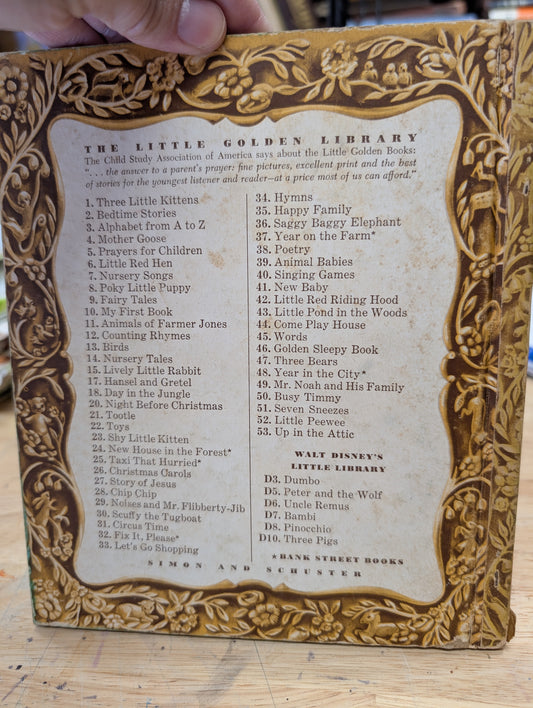 THE LITTLE GOLDEN LIBRARY
The Child Study Association of America says about the Little Golden Books:
". . . the answer to a parent's prayer: fine pictures, excellent print and the best
of stories for the youngest listener and reader—at a price most of us can afford."
1. Three Little Kittens
2. Bedtime Stories
3. Alphabet from A to Z
4. Mother Goose
5. Prayers for Children
6. Little Red Hen
7. Nursery Songs
8. Poky Little Puppy
9. Fairy Tales
10. My First Book
11. Animals of Farmer Jones
12. Counting Rhymes
13. Birds
14. Nursery Tales
15. Lively Little Rabbit
17. Hansel and Gretel
18. Day in the Jungle
20. Night Before Christmas
21. Tootle
22. Toys
23. Shy Little Kitten
24. New House in the Forest*
25. Taxi That Hurried*
26. Christmas Carols
27. Story of Jesus
28. Chip Chip
29. Noises and Mr. Flibberty-Jib
30. Scuffy the Tugboat
31. Circus Time
32. Fix It, Please*
33. Let's Go Shopping
34. Hymns
35. Happy Family
36. Saggy Baggy Elephant
37. Year on the Farm*
38. Poetry
39. Animal Babies
40. Singing Games
41. New Baby
42. Little Red Riding Hood
43. Little Pond in the Woods
44. Come Play House
45. Words
46. Golden Sleepy Book
47. Three Bears
48. Year in the City*
49. Mr. Noah and His Family
50. Busy Timmy
51. Seven Sneezes
52. Little Peewee
53. Up in the Attic
WALT DISNEY'S
LITTLE LIBRARY
D3. Dumbo
D5. Peter and the Wolf
D6. Uncle Remus
D7. Bambi
D8. Pinocchio
D10. Three Pigs
*BANK STREET BOOKS
SIMON AND SCHUSTER